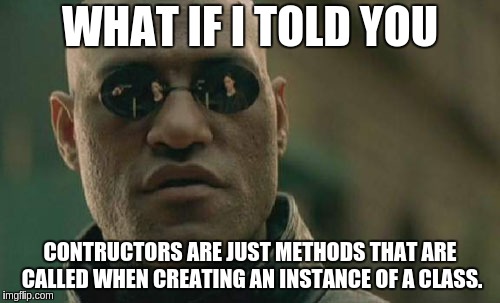 WHAT IF I TOLD YOU
CONTRUCTORS ARE JUST METHODS THAT ARE
CALLED WHEN CREATING AN INSTANCE OF A CLASS.
imgflip.com